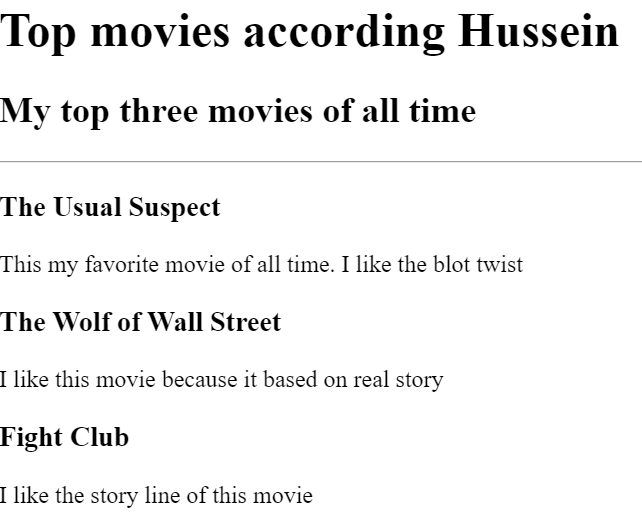 Top movies according Hussein
My top three movies of all time
The Usual Suspect
This my favorite movie of all time. I like the blot twist
The Wolf of Wall Street
I like this movie because it based on real story
Fight Club
I like the story line of this movie